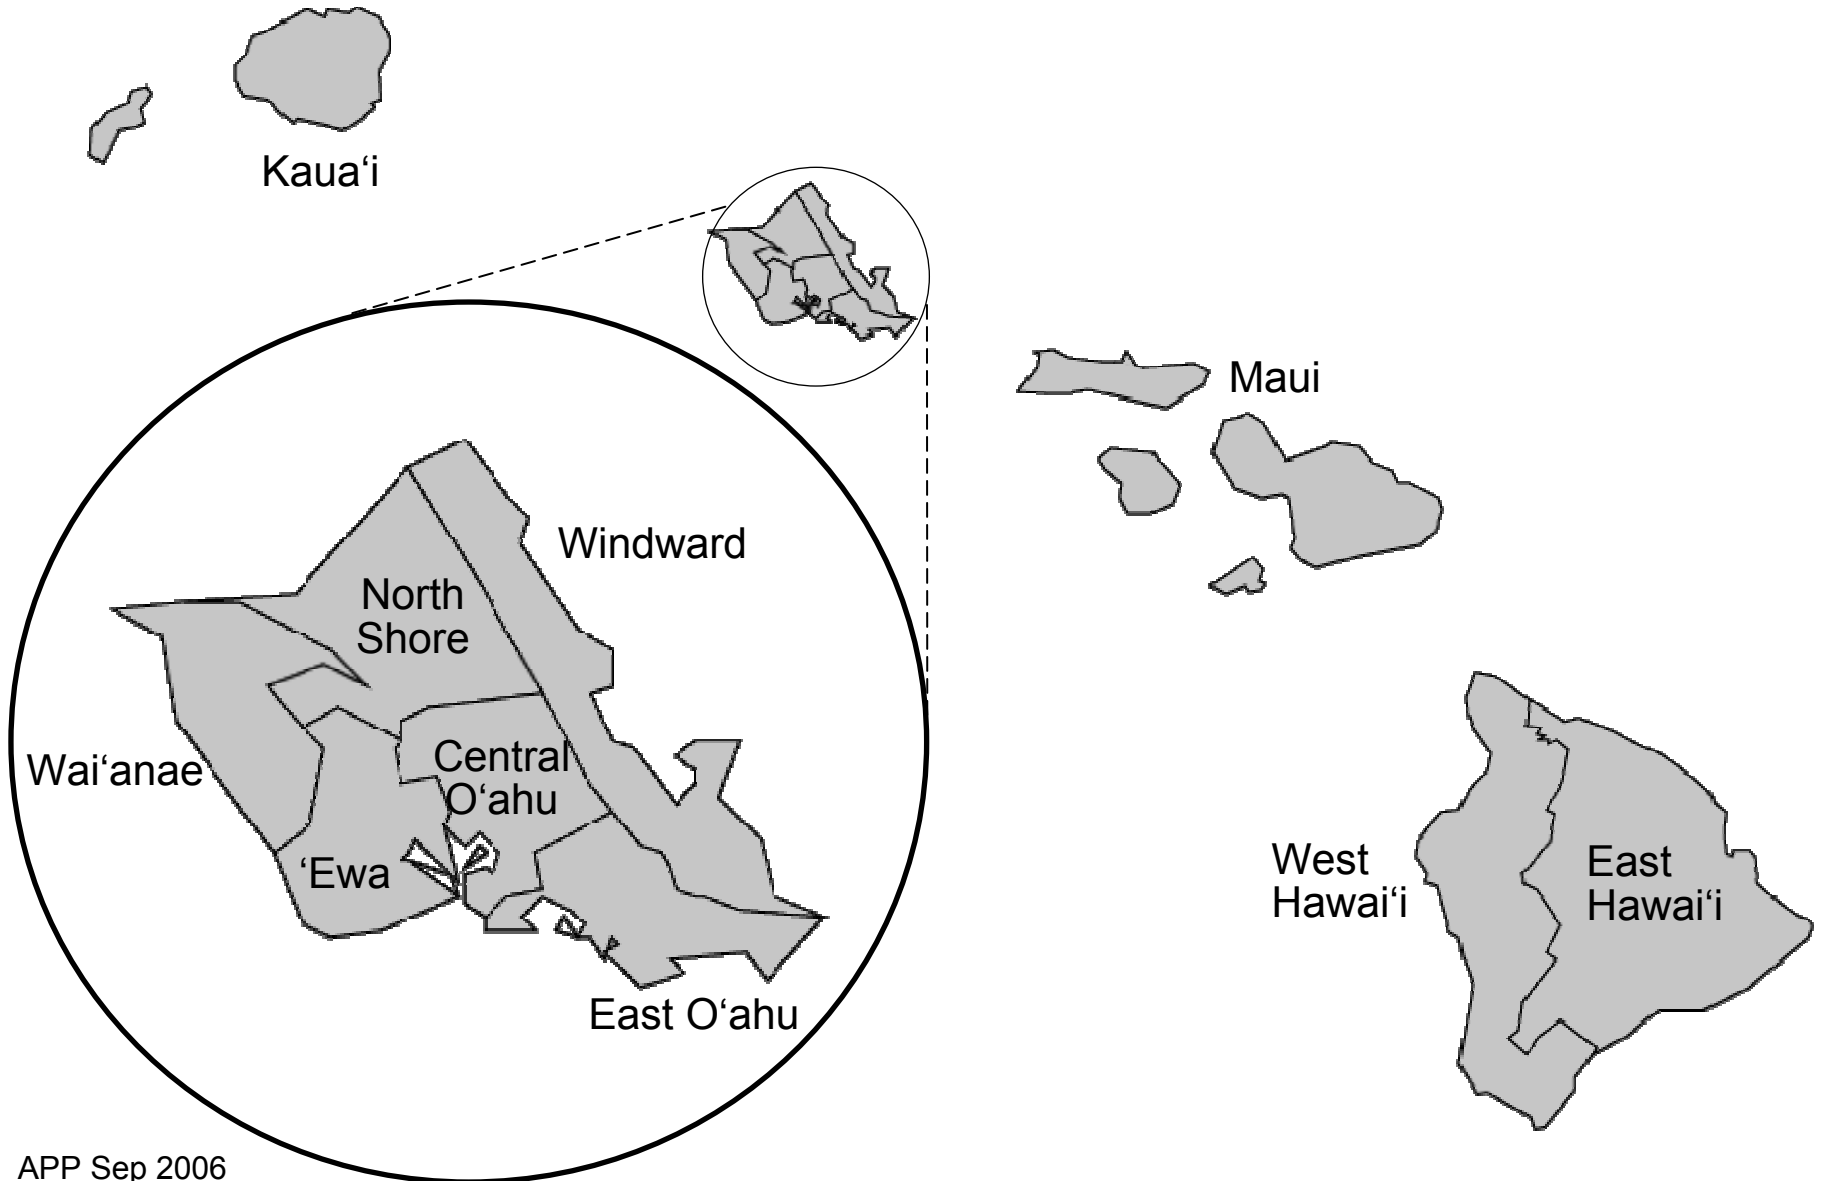 Kaua‘i
Maui
Windward
North
Shore
Wai‘anae
Central
O‘ahu
‘Ewa
East O‘ahu
West
Hawai‘i
East
Hawai‘i
APP Sep 2006